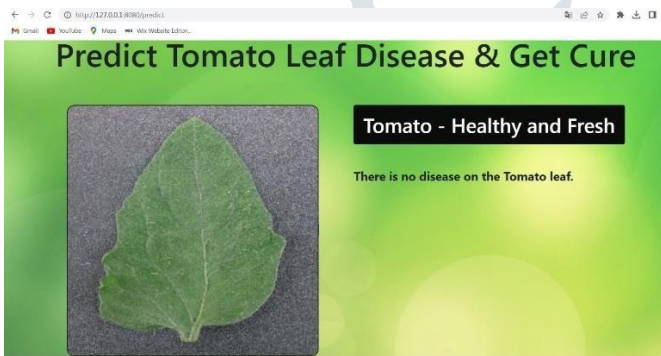 http://127.0.0.1:8080/predict
Gmail YouTube Maps Wix Website Editor...
Predict Tomato Leaf Disease & Get Cure
Tomato - Healthy and Fresh
There is no disease on the Tomato leaf.